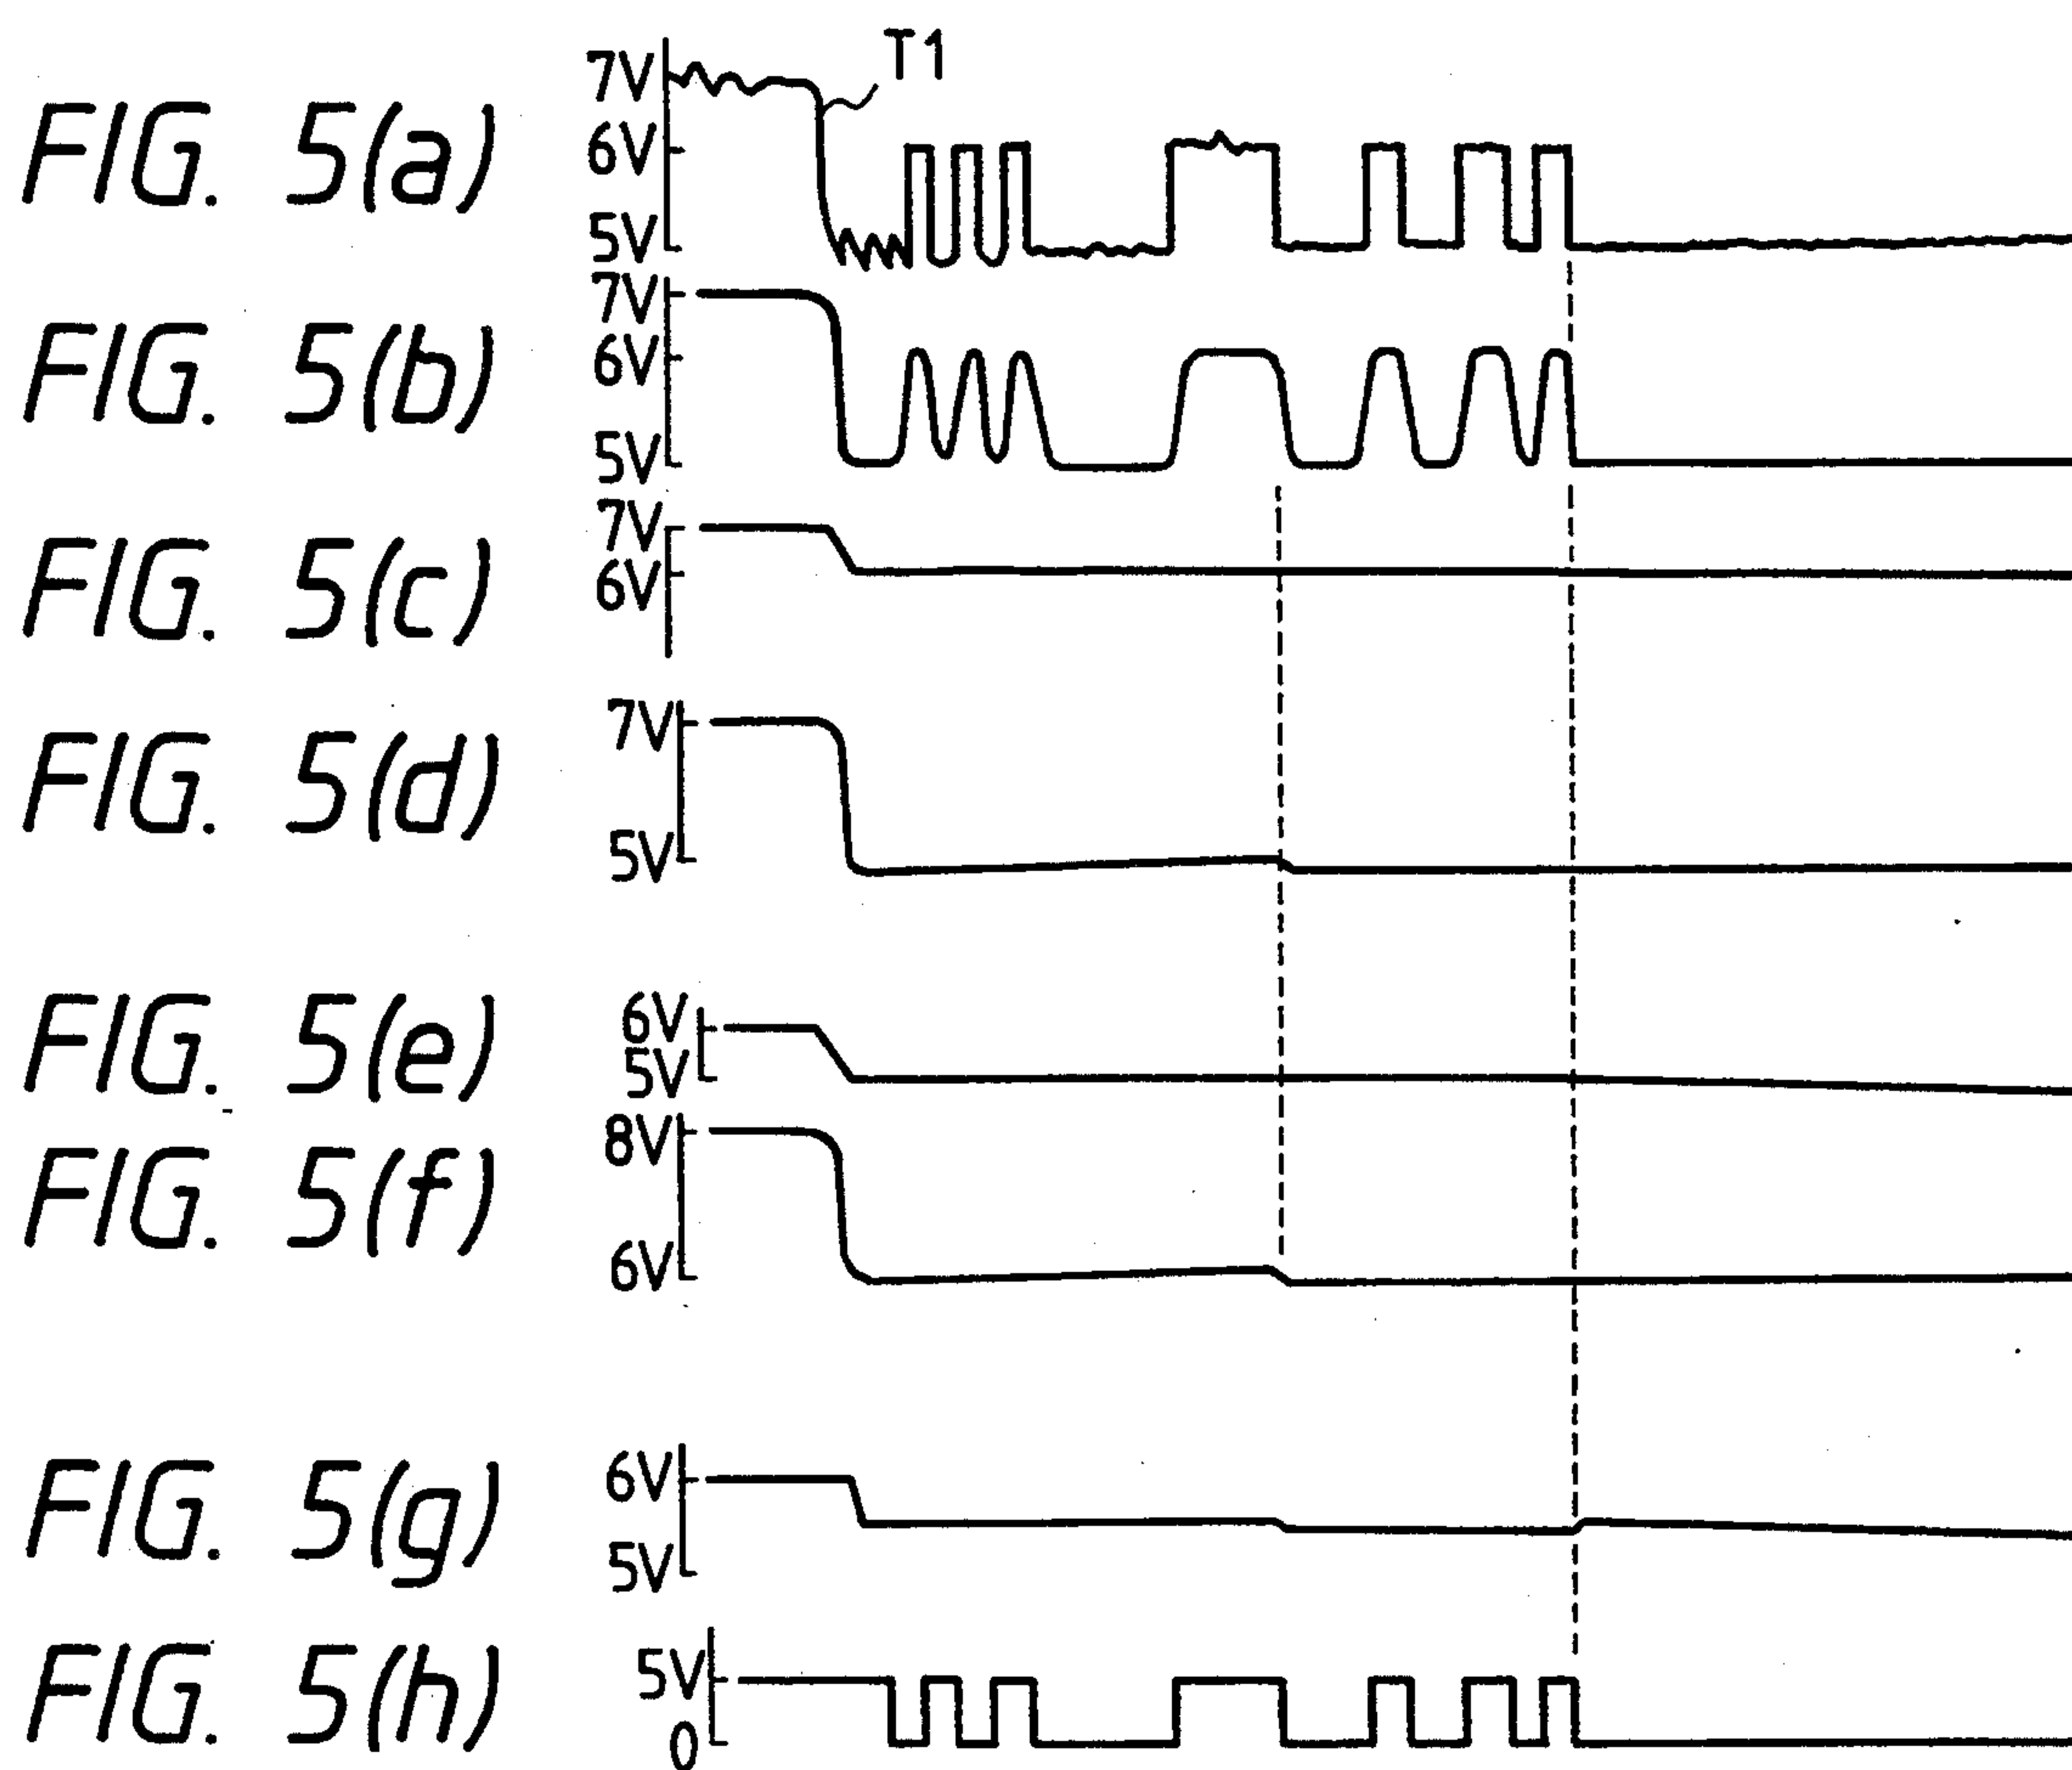 T1
FIG. 5(a)
7V
6V
5V
FIG. 5(b)
7V
6V
5V
FIG. 5(c)
7V
6V
FIG. 5(d)
7V
5V
FIG. 5(e)
6V
5V
FIG. 5(f)
8V
6V
FIG. 5(g)
6V
5V
FIG. 5(h)
5V
0